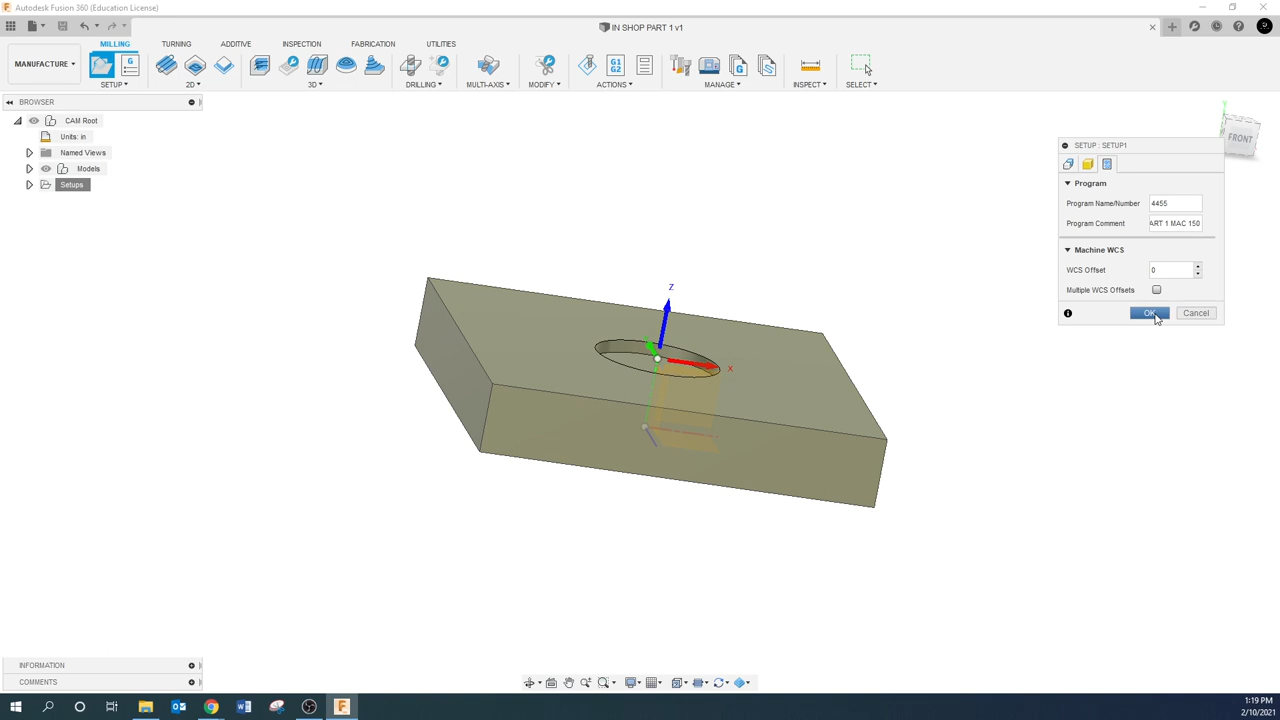 Autodesk Fusion 360 (Education License)
IN SHOP PART 1 v1
MILLING TURNING ADDITIVE INSPECTION FABRICATION UTILITIES
MANUFACTURE
G1
G2
SETUP 2D 3D DRILLING MULTI-AXIS MODIFY ACTIONS MANAGE INSPECT SELECT
BROWSER
CAM Root
Units: in
Named Views
Models
Setups
Y
FRONT
SETUP : SETUP1
Program
Program Name/Number 4455
Program Comment ART 1 MAC 150
Machine WCS
WCS Offset 0
Multiple WCS Offsets
OK Cancel
Z
X
INFORMATION
COMMENTS
1:19 PM
2/10/2021